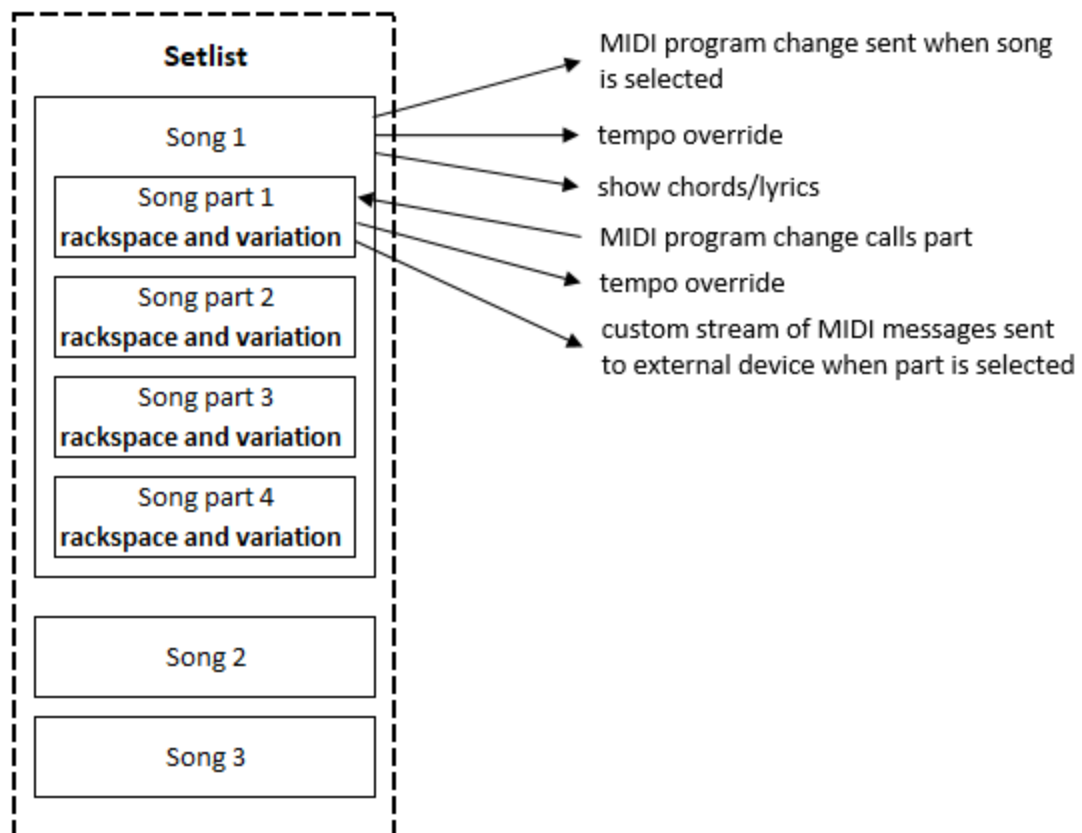 Setlist
Song 1
Song part 1
rackspace and variation
Song part 2
rackspace and variation
Song part 3
rackspace and variation
Song part 4
rackspace and variation
Song 2
Song 3
MIDI program change sent when song
is selected
tempo override
show chords/lyrics
MIDI program change calls part
tempo override
custom stream of MIDI messages sent
to external device when part is selected